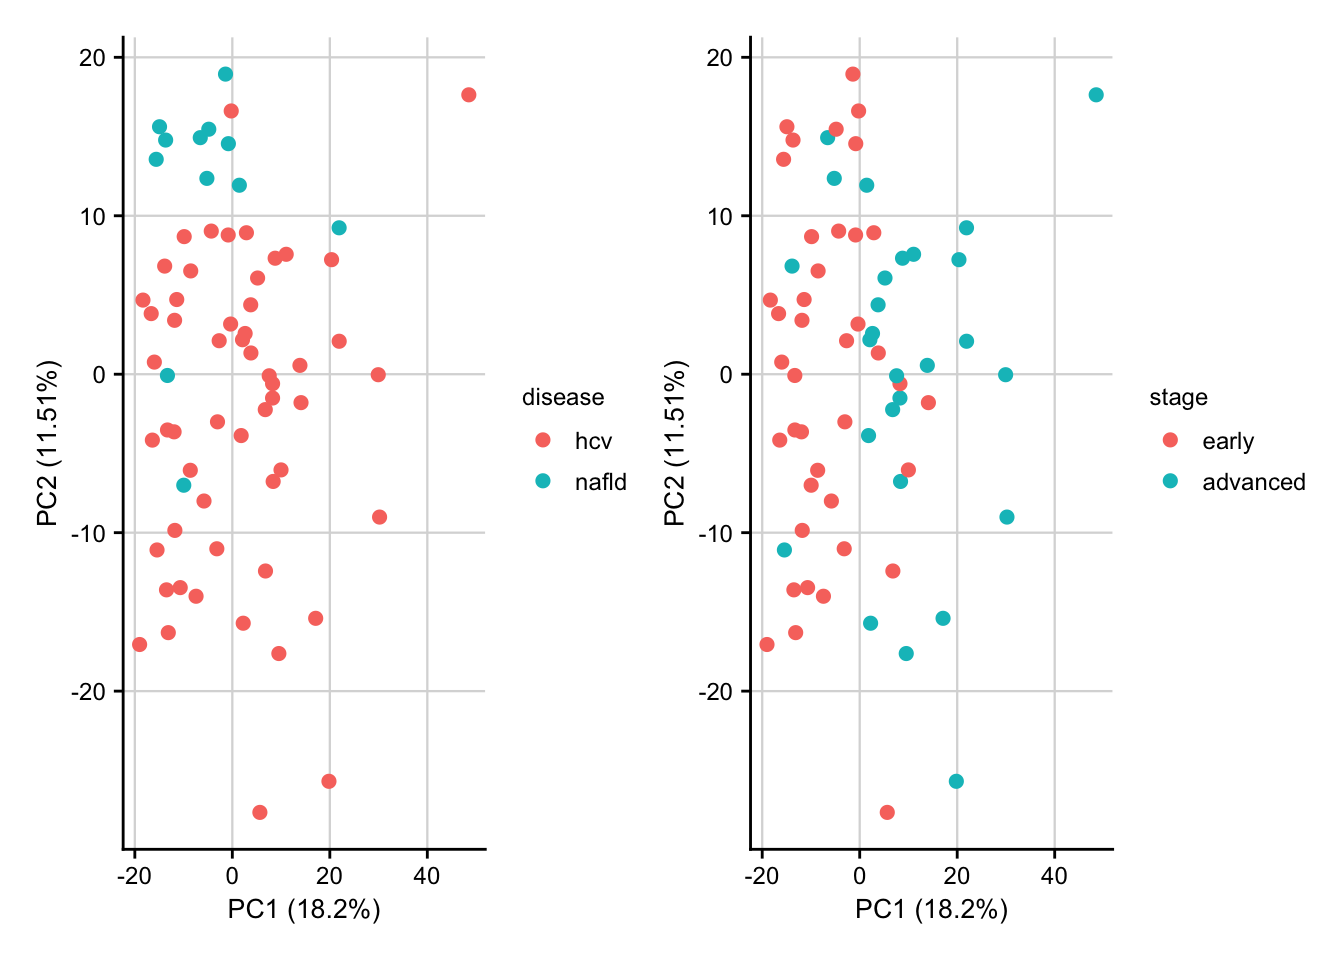 20
10
0
-10
-20
PC2 (11.51%)
-20 0 20 40
PC1 (18.2%)
disease
hcv
nafld
20
10
0
-10
-20
PC2 (11.51%)
-20 0 20 40
PC1 (18.2%)
stage
early
advanced